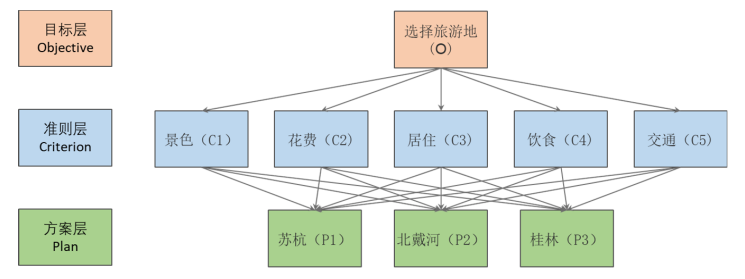 目标层
Objective
选择旅游地
（O）
准则层
Criterion
景色（C1）
花费（C2）
居住（C3）
饮食（C4）
交通（C5）
方案层
Plan
苏杭（P1）
北戴河（P2）
桂林（P3）